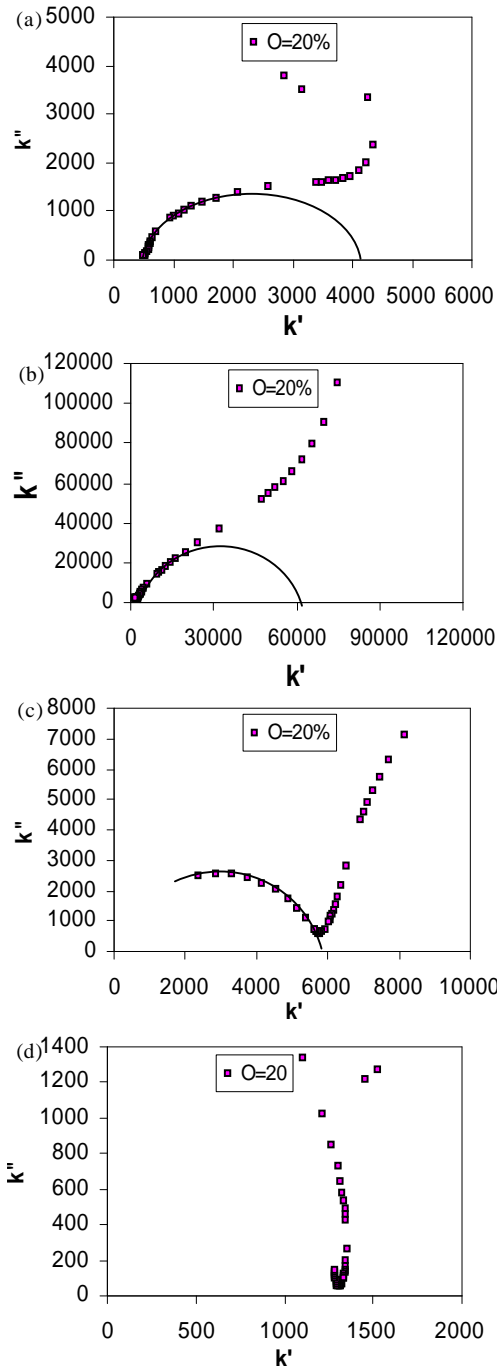 (a)
5000
O=20%
4000
3000
k"
2000
1000
0
0 1000 2000 3000 4000 5000 6000
k'
(b)
120000
O=20%
100000
80000
k"
60000
40000
20000
0
0 30000 60000 90000 120000
k'
(c)
8000
O=20%
7000
6000
5000
k"
4000
3000
2000
1000
0
0 2000 4000 6000 8000 10000
k'
(d)
1400
O=20
1200
1000
k"
800
600
400
200
0
0 500 1000 1500 2000
k'